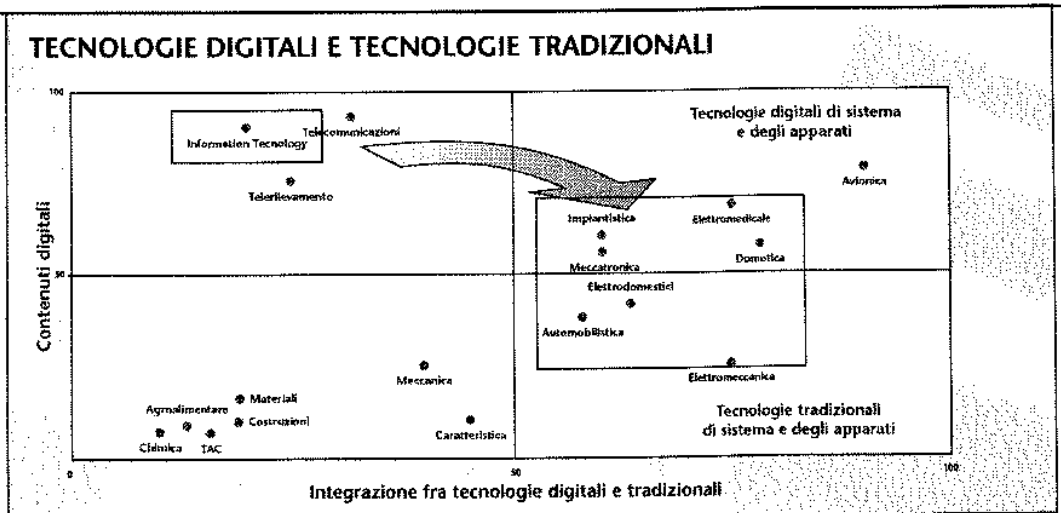 TECNOLOGIE DIGITALI E TECNOLOGIE TRADIZIONALI
100
Tecnologie digitali di sistema
e degli apparati
Telecomunicazioni
Information Tecnology
Avionica
Telerilevamento
Contenuti digitali
Impiantistica
Elettromedicale
Domotica
Meccatronica
50
Elettrodomestici
Automobilistica
Meccanica
Elettromeccanica
Materiali
Agroalimentare
Costruzioni
Tecnologie tradizionali
di sistema e degli apparati
Caratteristica
Chimica
TAC
0
50
100
Integrazione fra tecnologie digitali e tradizionali